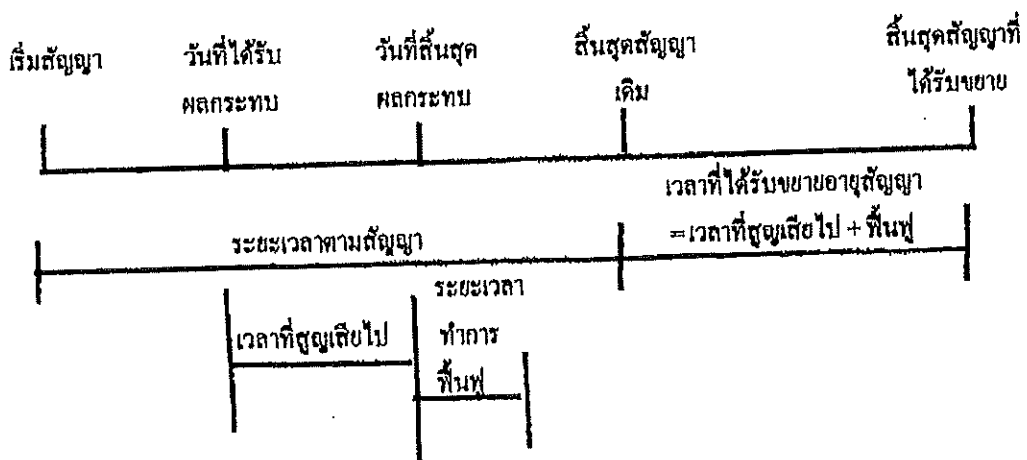 เริ่มสัญญา
วันที่ได้รับ
ผลกระทบ
วันที่สิ้นสุด
ผลกระทบ
สิ้นสุดสัญญา
เดิม
สิ้นสุดสัญญาที่
ได้รับขยาย
เวลาที่ได้รับขยายอายุสัญญา
=เวลาที่สูญเสียไป + ฟื้นฟู
ระยะเวลาตามสัญญา
เวลาที่สูญเสียไป
ระยะเวลา
ทำการ
ฟื้นฟู